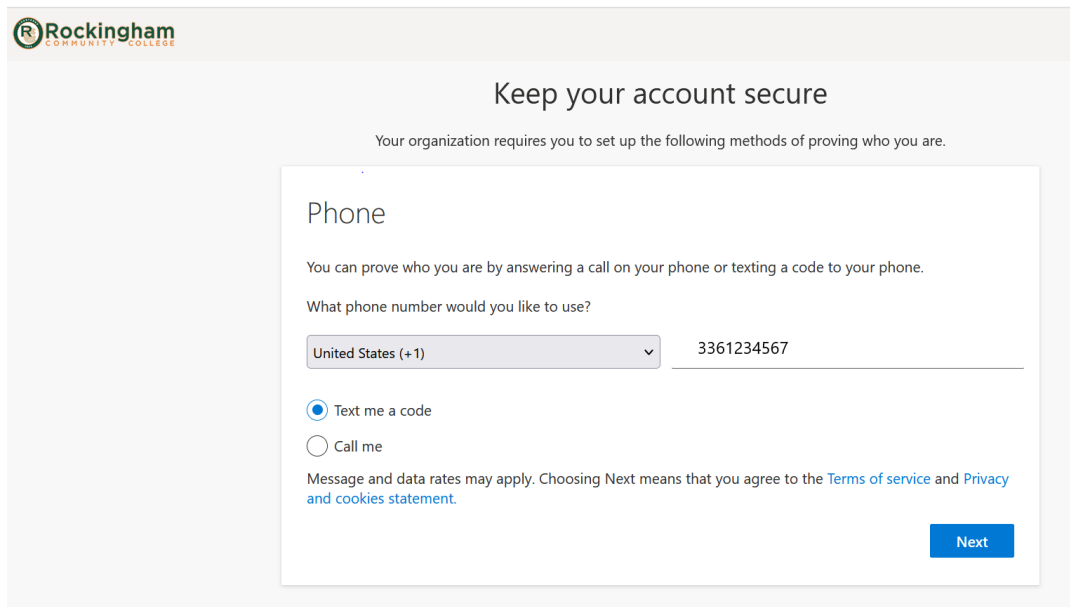 Rockingham
COMMUNITY COLLEGE
Keep your account secure
Your organization requires you to set up the following methods of proving who you are.
Phone
You can prove who you are by answering a call on your phone or texting a code to your phone.
What phone number would you like to use?
United States (+1) 3361234567
Text me a code
Call me
Message and data rates may apply. Choosing Next means that you agree to the Terms of service and Privacy
and cookies statement.
Next